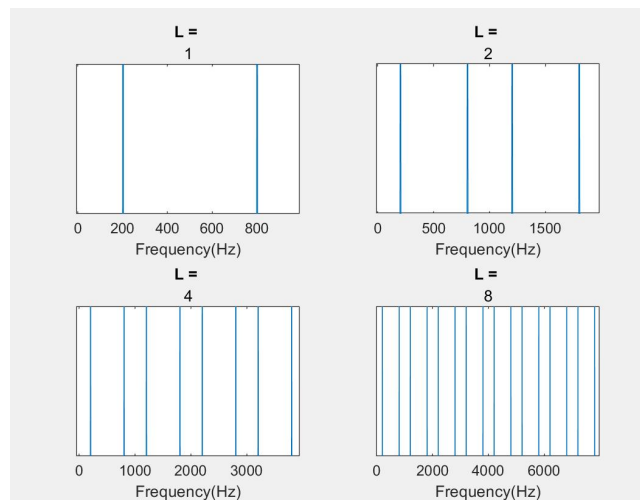 L =
1
0 200 400 600 800
Frequency(Hz)
L =
2
0 500 1000 1500
Frequency(Hz)
L =
4
0 1000 2000 3000
Frequency(Hz)
L =
8
0 2000 4000 6000
Frequency(Hz)